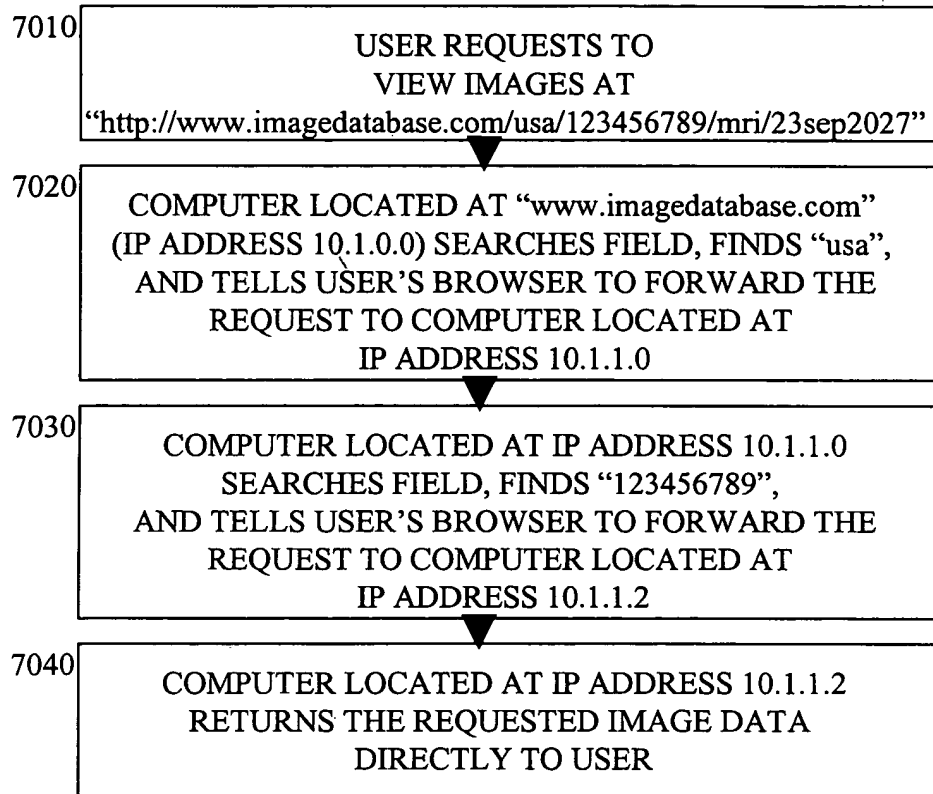 7010
USER REQUESTS TO
VIEW IMAGES AT
“http://www.imagedatabase.com/usa/123456789/mri/23sep2027”
7020
COMPUTER LOCATED AT “www.imagedatabase.com”
(IP ADDRESS 10.1.0.0) SEARCHES FIELD, FINDS “usa”,
AND TELLS USER’S BROWSER TO FORWARD THE
REQUEST TO COMPUTER LOCATED AT
IP ADDRESS 10.1.1.0
7030
COMPUTER LOCATED AT IP ADDRESS 10.1.1.0
SEARCHES FIELD, FINDS “123456789”,
AND TELLS USER’S BROWSER TO FORWARD THE
REQUEST TO COMPUTER LOCATED AT
IP ADDRESS 10.1.1.2
7040
COMPUTER LOCATED AT IP ADDRESS 10.1.1.2
RETURNS THE REQUESTED IMAGE DATA
DIRECTLY TO USER